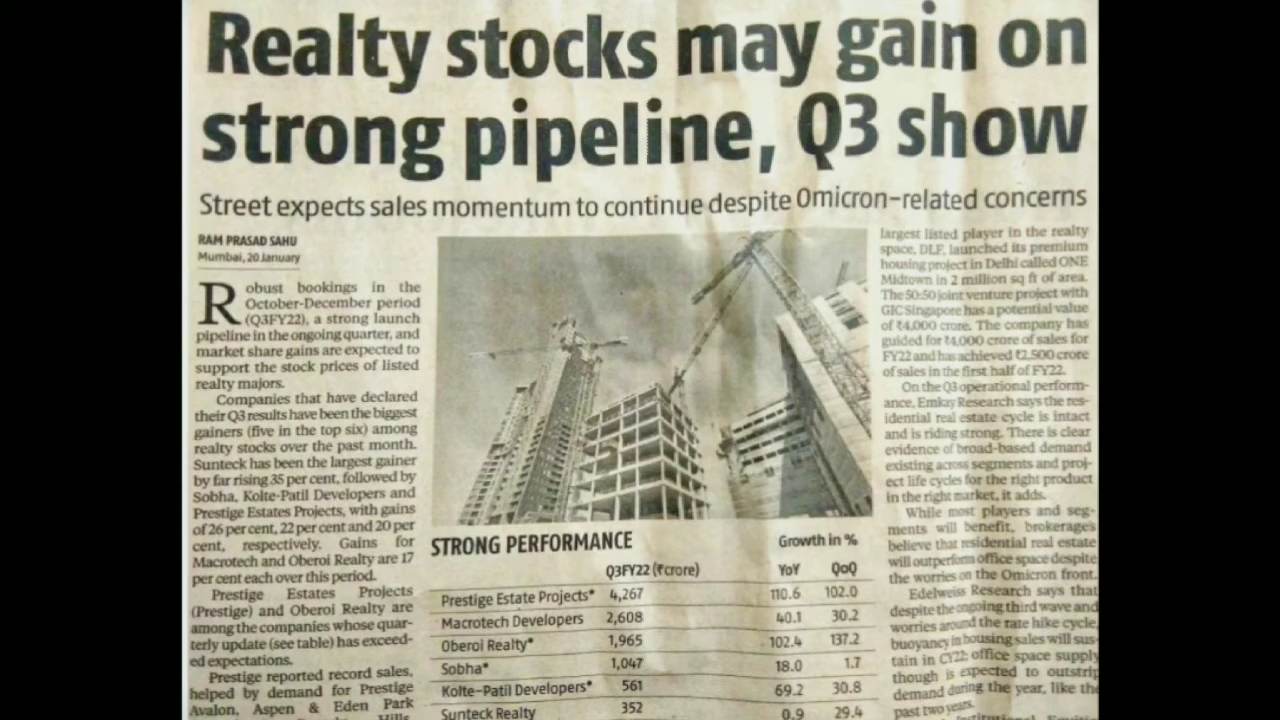 Realty stocks may gain on
strong pipeline, Q3 show
Street expects sales momentum to continue despite Omicron-related concerns
RAM PRASAD SAHU
Mumbai, 20 January
Robust bookings in the
October-December period
(Q3FY22), a strong launch
pipeline in the ongoing quarter, and
market share gains are expected to
support the stock prices of listed
realty majors.
Companies that have declared
their Q3 results have been the biggest
gainers (five in the top six) among
realty stocks over the past month.
Sunteck has been the largest gainer
by far rising 35 per cent, followed by
Sobha, Kolte-Patil Developers and
Prestige Estates Projects, with gains
of 26 per cent, 22 per cent and 20 per
cent, respectively. Gains for
Macrotech and Oberoi Realty are 17
per cent each over this period.
Prestige Estates Projects
(Prestige) and Oberoi Realty are
among the companies whose quar-
terly update (see table) has exceed-
ed expectations.
Prestige reported record sales,
helped by demand for Prestige
Avalon, Aspen & Eden Park
Hills
STRONG PERFORMANCE Growth in %
Q3FY22 (₹crore) YoY QoQ
Prestige Estate Projects* 4,267 110.6 102.0
Macrotech Developers 2,608 40.1 30.2
Oberoi Realty* 1,965 102.4 137.2
Sobha* 1,047 18.0 1.7
Kolte-Patil Developers* 561 69.2 30.8
Sunteck Realty 352 0.9 29.4
largest listed player in the realty
space, DLF, launched its premium
housing project in Delhi called ONE
Midtown in 2 million sq ft of area.
The 50:50 joint venture project with
GIC Singapore has a potential value
of ₹4,000 crore. The company has
guided for ₹4,000 crore of sales for
FY22 and has achieved ₹2,500 crore
of sales in the first half of FY22.
On the Q3 operational perform-
ance, Emkay Research says the res-
idential real estate cycle is intact
and is riding strong. There is clear
evidence of broad-based demand
existing across segments and proj-
ect life cycles for the right product
in the right market, it adds.
While most players and seg-
ments will benefit, brokerages
believe that residential real estate
will outperform office space despite
the worries on the Omicron front.
Edelweiss Research says that
despite the ongoing third wave and
worries around the rate hike cycle,
buoyancy in housing sales will sus-
tain in CY22; office space supply
though is expected to outstrip
demand during the year, like the
past two years.